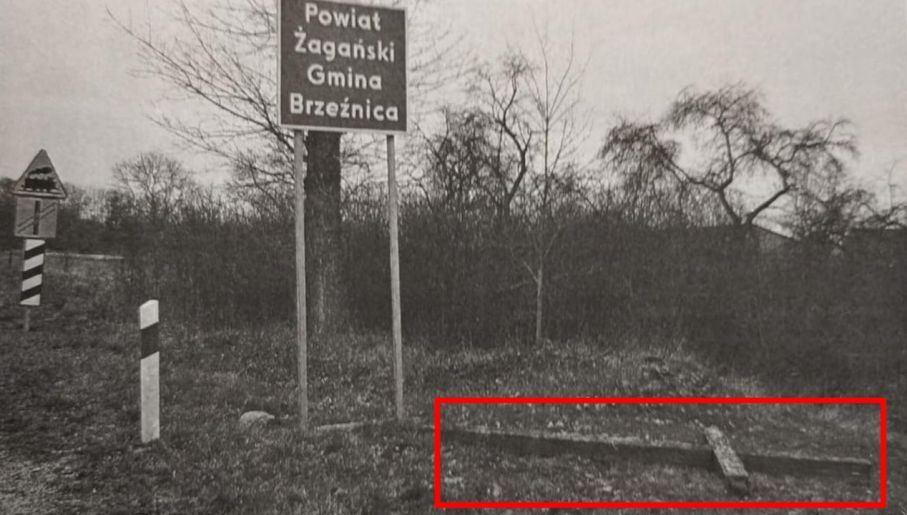 Powiat
Żagański
Gmina
Brzeźnica